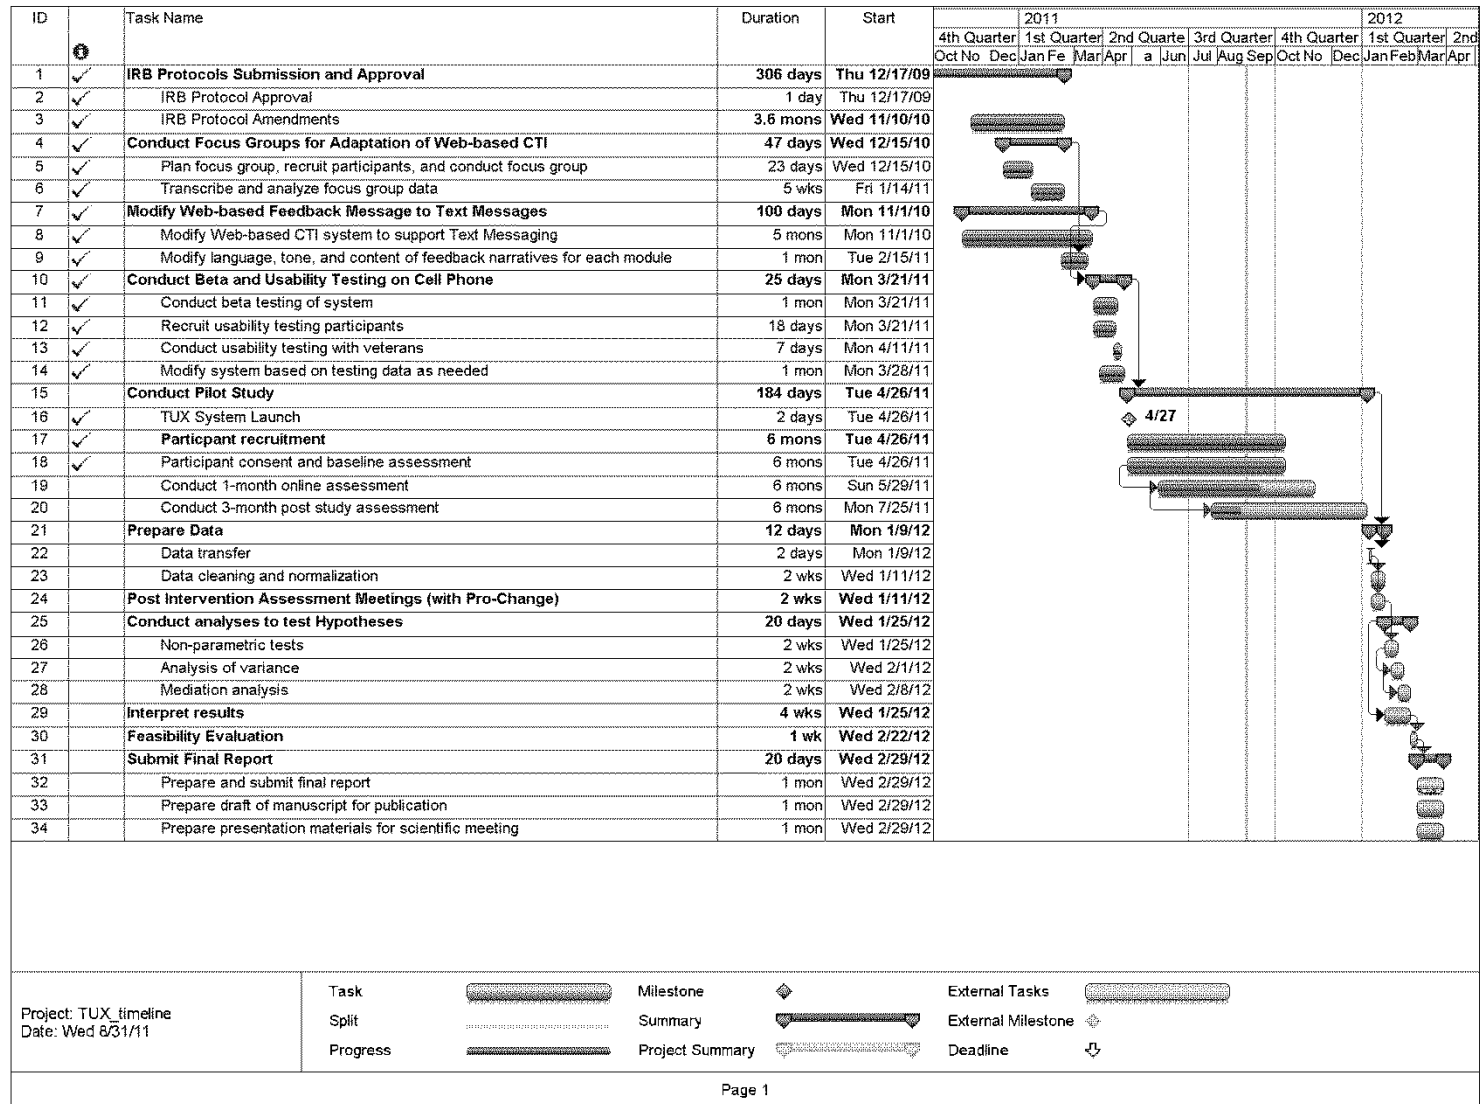 ID Task Name Duration Start 2011 2012
4th Quarter 1st Quarter 2nd Quarte 3rd Quarter 4th Quarter 1st Quarter 2nd
Oct No Dec Jan Fe Mar Apr a Jun Jul Aug Sep Oct No Dec Jan Feb Mar Apr
1 IRB Protocols Submission and Approval 306 days Thu 12/17/09
2 IRB Protocol Approval 1 day Thu 12/17/09
3 IRB Protocol Amendments 3.6 mons Wed 11/10/10
4 Conduct Focus Groups for Adaptation of Web-based CTI 47 days Wed 12/15/10
5 Plan focus group, recruit participants, and conduct focus group 23 days Wed 12/15/10
6 Transcribe and analyze focus group data 5 wks Fri 1/14/11
7 Modify Web-based Feedback Message to Text Messages 100 days Mon 11/1/10
8 Modify Web-based CTI system to support Text Messaging 5 mons Mon 11/1/10
9 Modify language, tone, and content of feedback narratives for each module 1 mon Tue 2/15/11
10 Conduct Beta and Usability Testing on Cell Phone 25 days Mon 3/21/11
11 Conduct beta testing of system 1 mon Mon 3/21/11
12 Recruit usability testing participants 18 days Mon 3/21/11
13 Conduct usability testing with veterans 7 days Mon 4/11/11
14 Modify system based on testing data as needed 1 mon Mon 3/28/11
15 Conduct Pilot Study 184 days Tue 4/26/11
16 TUX System Launch 2 days Tue 4/26/11 4/27
17 Particpant recruitment 6 mons Tue 4/26/11
18 Participant consent and baseline assessment 6 mons Tue 4/26/11
19 Conduct 1-month online assessment 6 mons Sun 5/29/11
20 Conduct 3-month post study assessment 6 mons Mon 7/25/11
21 Prepare Data 12 days Mon 1/9/12
22 Data transfer 2 days Mon 1/9/12
23 Data cleaning and normalization 2 wks Wed 1/11/12
24 Post Intervention Assessment Meetings (with Pro-Change) 2 wks Wed 1/11/12
25 Conduct analyses to test Hypotheses 20 days Wed 1/25/12
26 Non-parametric tests 2 wks Wed 1/25/12
27 Analysis of variance 2 wks Wed 2/1/12
28 Mediation analysis 2 wks Wed 2/8/12
29 Interpret results 4 wks Wed 1/25/12
30 Feasibility Evaluation 1 wk Wed 2/22/12
31 Submit Final Report 20 days Wed 2/29/12
32 Prepare and submit final report 1 mon Wed 2/29/12
33 Prepare draft of manuscript for publication 1 mon Wed 2/29/12
34 Prepare presentation materials for scientific meeting 1 mon Wed 2/29/12
Project: TUX_timeline
Date: Wed 8/31/11
Task Milestone External Tasks
Split Summary External Milestone
Progress Project Summary Deadline
Page 1